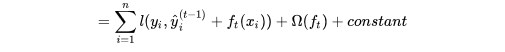 $= \sum_{i=1}^{n} l(y_i, \hat{y}_i^{(t-1)} + f_t(x_i)) + \Omega(f_t) + constant$